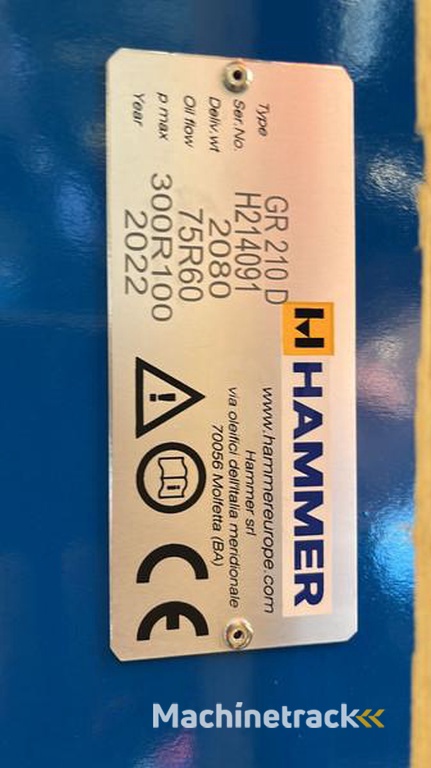 HAMMER
www.hammereurope.com
Hammer srl
via oleifici dell'Italia meridionale
70056 Molfetta (BA)
Type GR 210 D
Ser.No. H214091
Deliv.wt 2080
Oil flow 75R60
p max 300R100
Year 2022
CE
Machinetrack